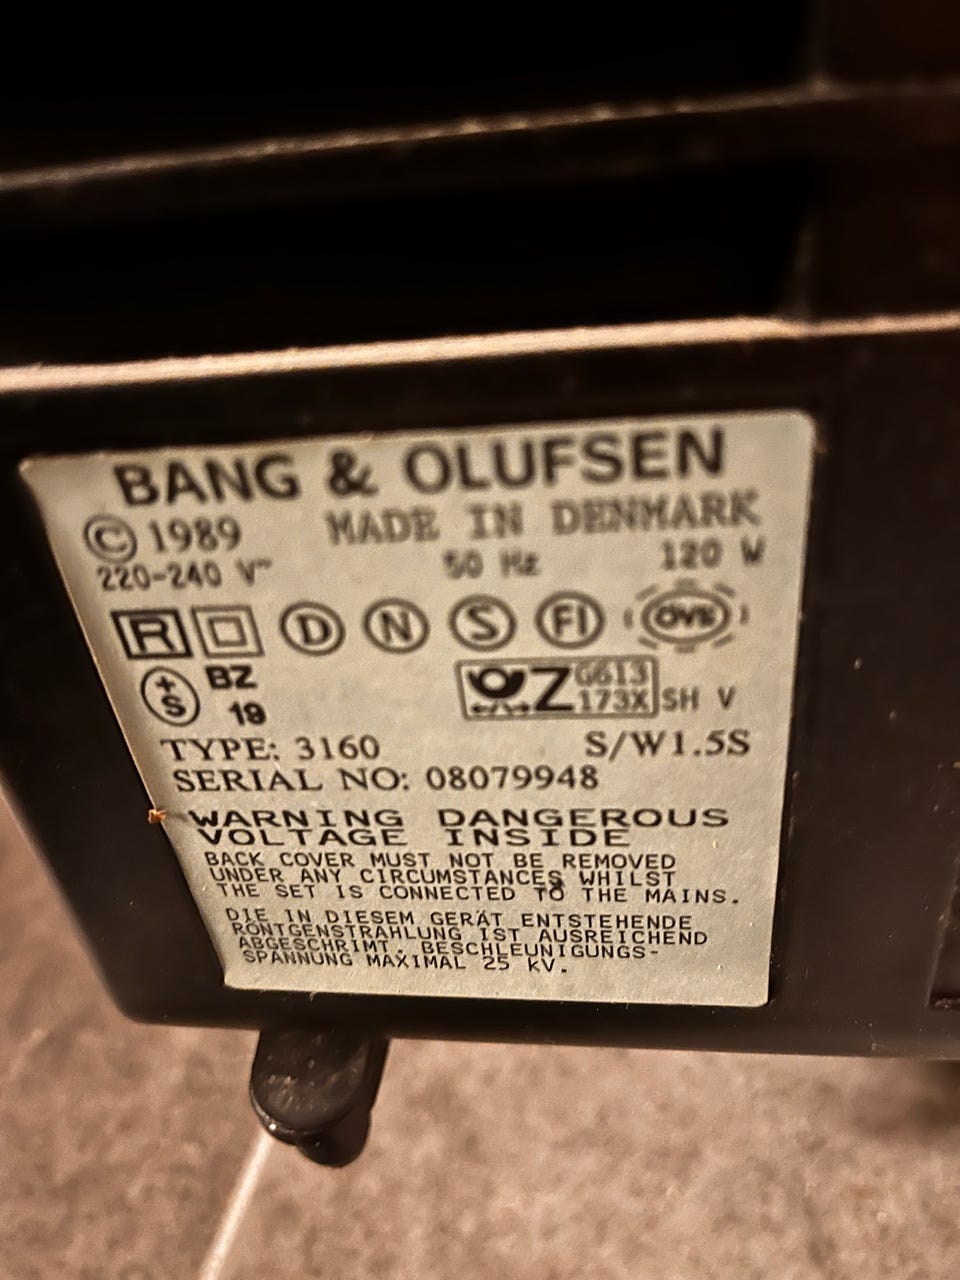 BANG & OLUFSEN
© 1989 MADE IN DENMARK
220-240 V~ 50 Hz 120 W
R D N S FI ÖVE
+S BZ 19
Z G613 173X SH V
TYPE: 3160 S/W1.5S
SERIAL NO: 08079948
WARNING DANGEROUS
VOLTAGE INSIDE
BACK COVER MUST NOT BE REMOVED
UNDER ANY CIRCUMSTANCES WHILST
THE SET IS CONNECTED TO THE MAINS.
DIE IN DIESEM GERÄT ENTSTEHENDE
RÖNTGENSTRAHLUNG IST AUSREICHEND
ABGESCHRIMT. BESCHLEUNIGUNGS-
SPANNUNG MAXIMAL 25 KV.